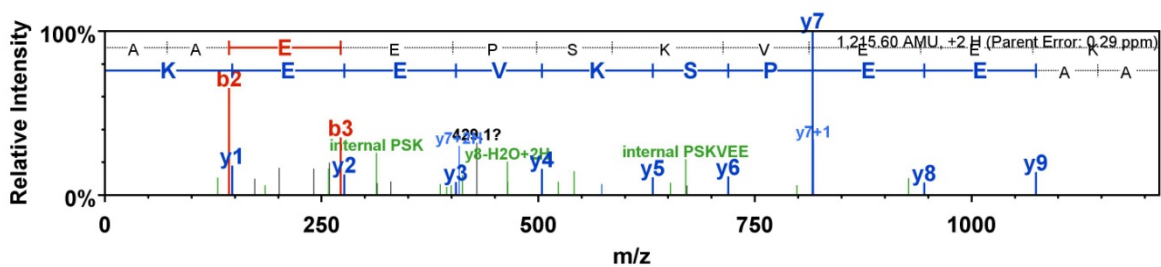 y7
100%
A A E E P S K V E E K
1,215.60 AMU, +2 H (Parent Error: 0.29 ppm)
K E E V K S P E E A A
b2
b3
internal PSK
y7+2H
429.1?
y7+1
y1
y2
y3
y8-H2O+2H
y4
internal PSKVEE
y5
y6
y8
y9
0%
0 250 500 750 1000
m/z
Relative Intensity